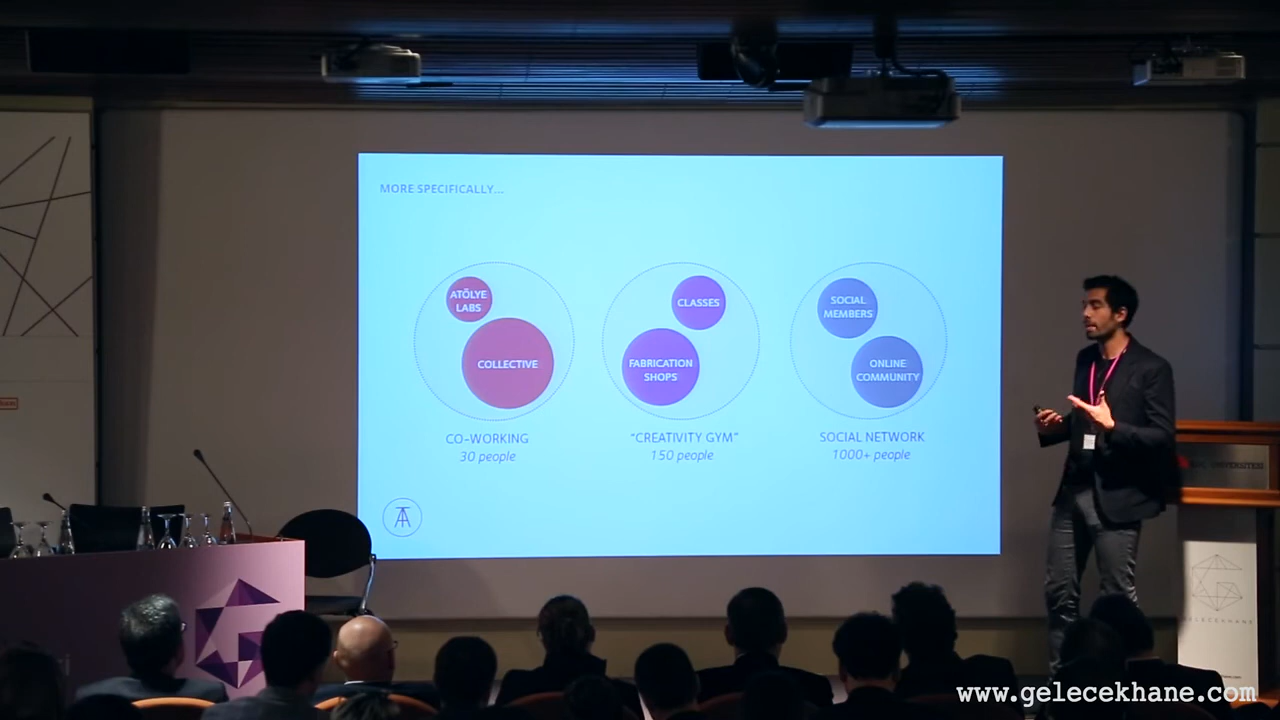 MORE SPECIFICALLY...
ATÖLYE
LABS
COLLECTIVE
CO-WORKING
30 people
CLASSES
FABRICATION
SHOPS
"CREATIVITY GYM"
150 people
SOCIAL
MEMBERS
ONLINE
COMMUNITY
SOCIAL NETWORK
1000+ people
GELECEKHANE
www.gelecekhane.com